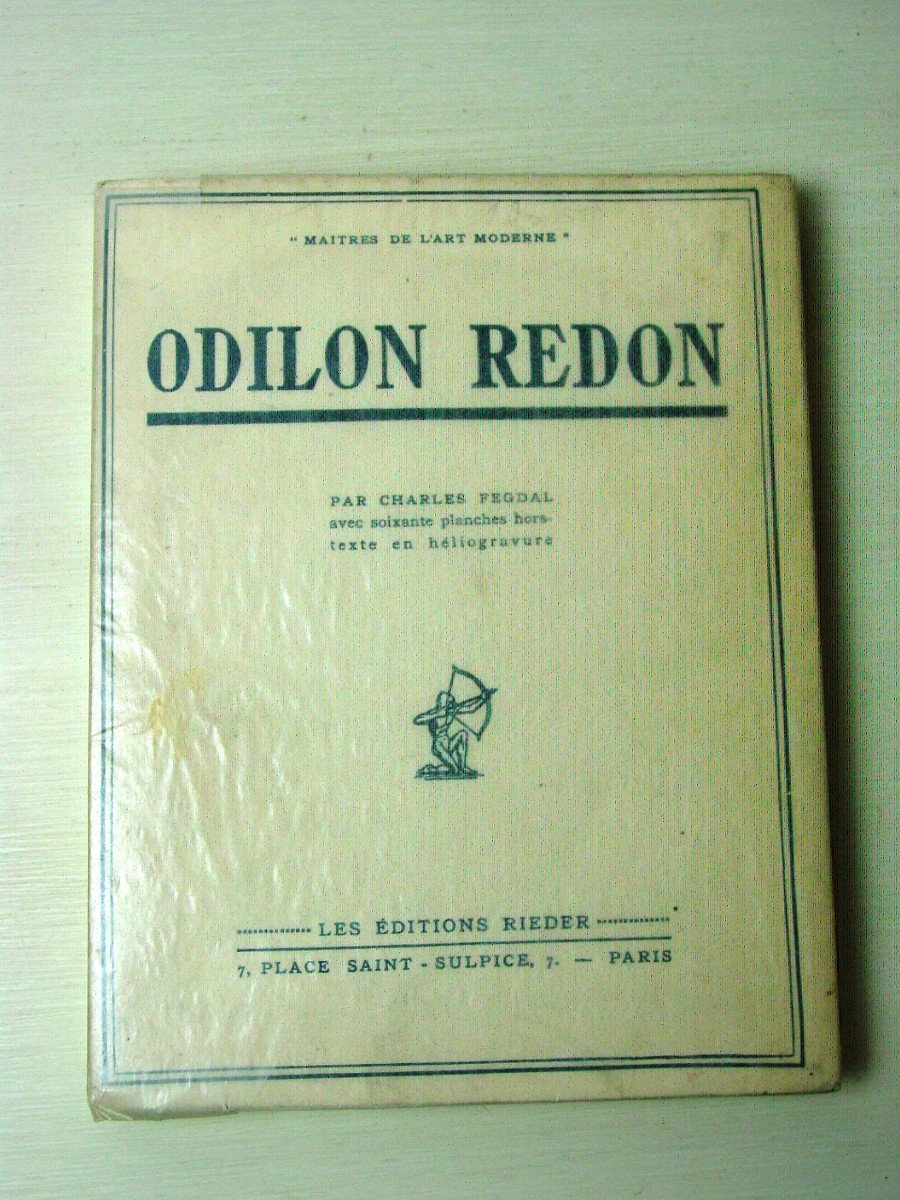 " MAITRES DE L'ART MODERNE "
ODILON REDON
PAR CHARLES FEGDAL
avec soixante planches hors-
texte en héliogravure
LES ÉDITIONS RIEDER
7, PLACE SAINT - SULPICE, 7. — PARIS